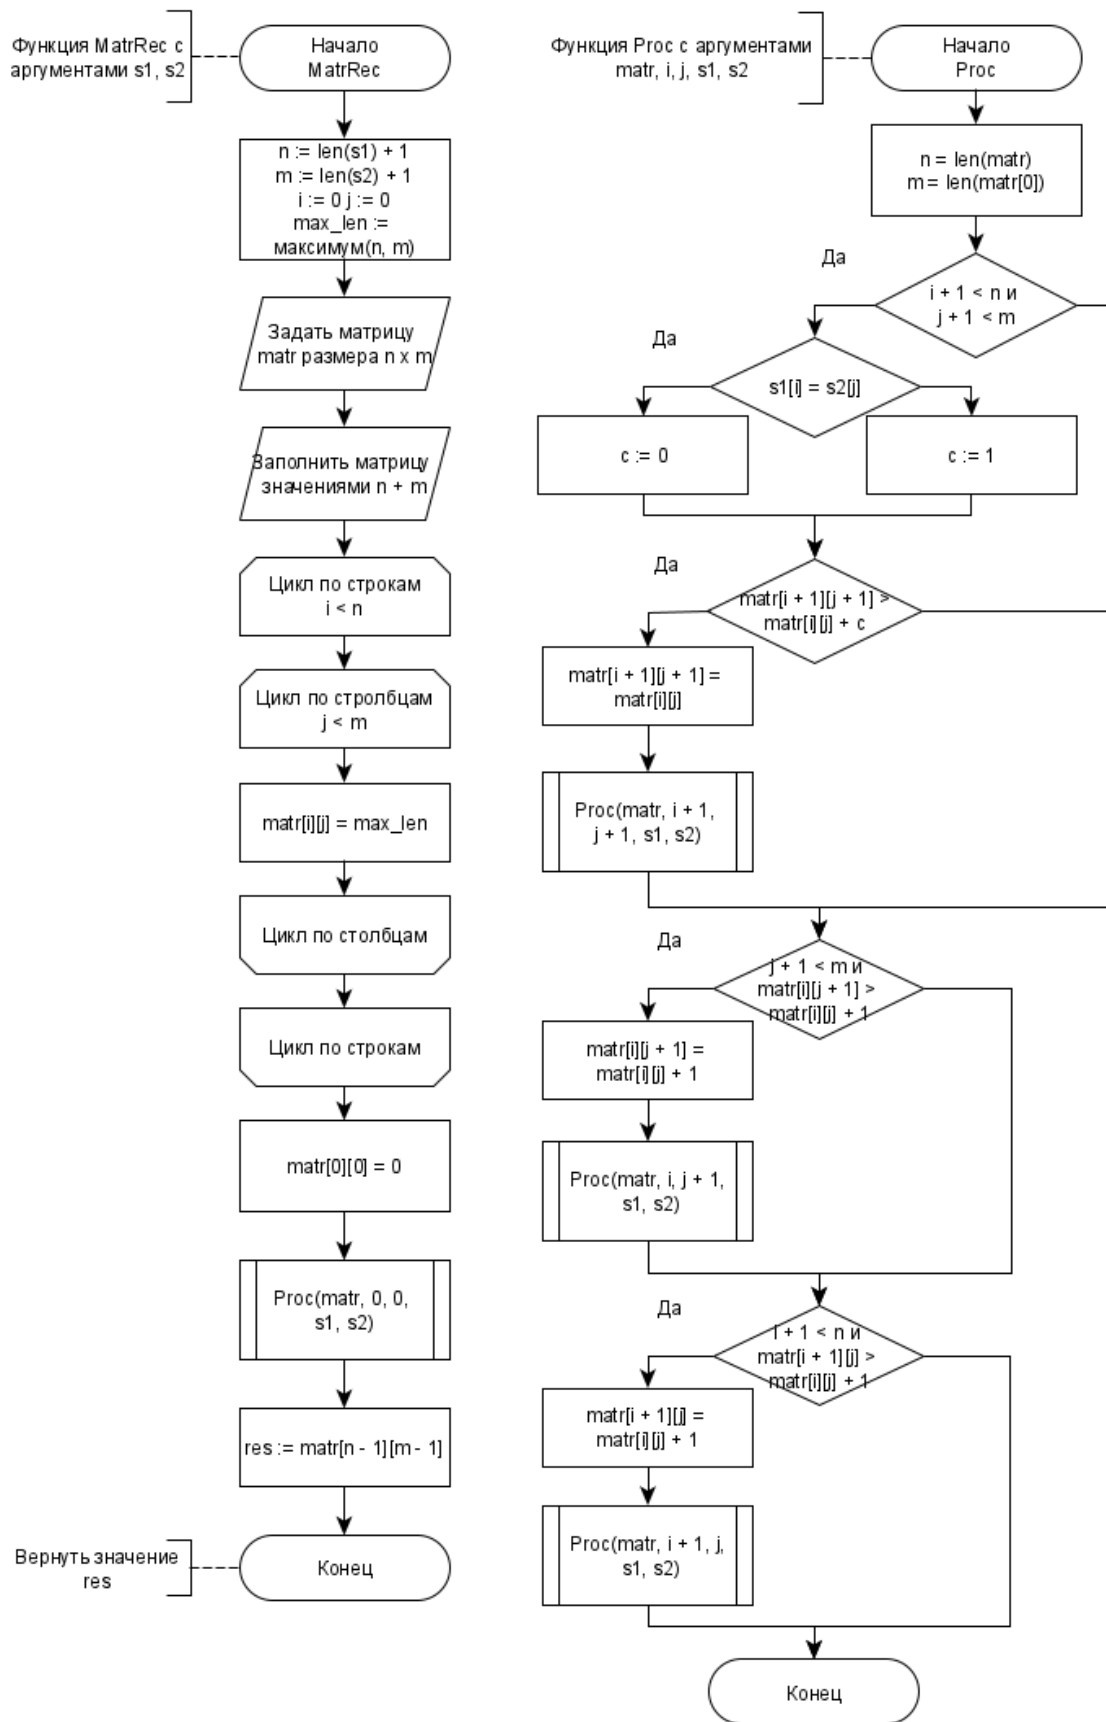 Функция MatrRec с
аргументами s1, s2
Начало
MatrRec
n := len(s1) + 1
m := len(s2) + 1
i := 0 j := 0
max_len :=
максимум(n, m)
Задать матрицу
matr размера n x m
Заполнить матрицу
значениями n + m
Цикл по строкам
i < n
Цикл по стролбцам
j < m
matr[i][j] = max_len
Цикл по столбцам
Цикл по строкам
matr[0][0] = 0
Proc(matr, 0, 0,
s1, s2)
res := matr[n - 1][m - 1]
Вернуть значение
res
Конец
Функция Proc с аргументами
matr, i, j, s1, s2
Начало
Proc
n = len(matr)
m = len(matr[0])
Да
i + 1 < n и
j + 1 < m
Да
s1[i] = s2[j]
c := 0
c := 1
Да
matr[i + 1][j + 1] >
matr[i][j] + c
matr[i + 1][j + 1] =
matr[i][j]
Proc(matr, i + 1,
j + 1, s1, s2)
Да
j + 1 < m и
matr[i][j + 1] >
matr[i][j] + 1
matr[i][j + 1] =
matr[i][j] + 1
Proc(matr, i, j + 1,
s1, s2)
Да
i + 1 < n и
matr[i + 1][j] >
matr[i][j] + 1
matr[i + 1][j] =
matr[i][j] + 1
Proc(matr, i + 1, j,
s1, s2)
Конец